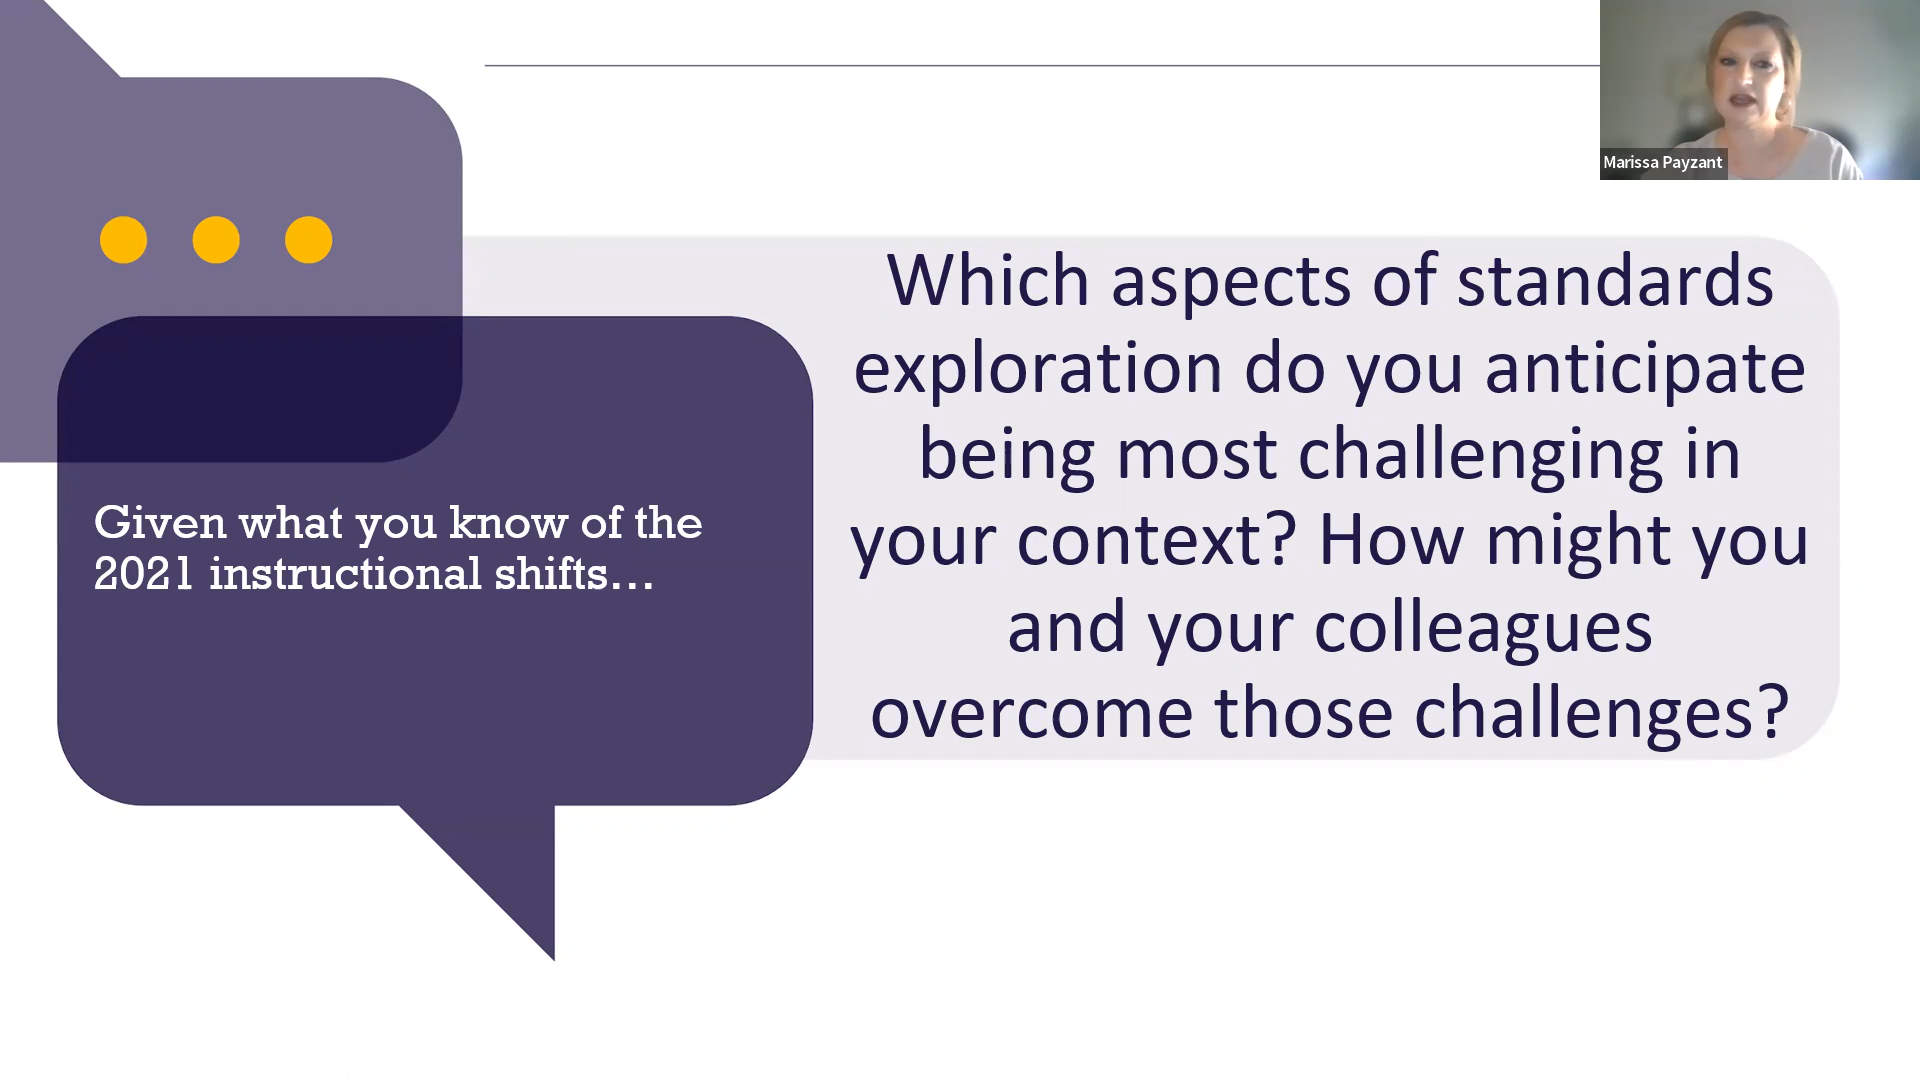 Marissa Payzant
Given what you know of the
2021 instructional shifts...
Which aspects of standards
exploration do you anticipate
being most challenging in
your context? How might you
and your colleagues
overcome those challenges?